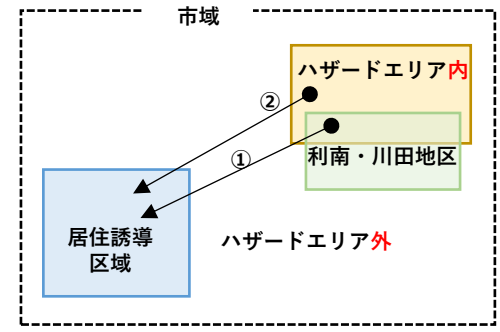 市域
ハザードエリア内
②
①
利南・川田地区
居住誘導
区域
ハザードエリア外